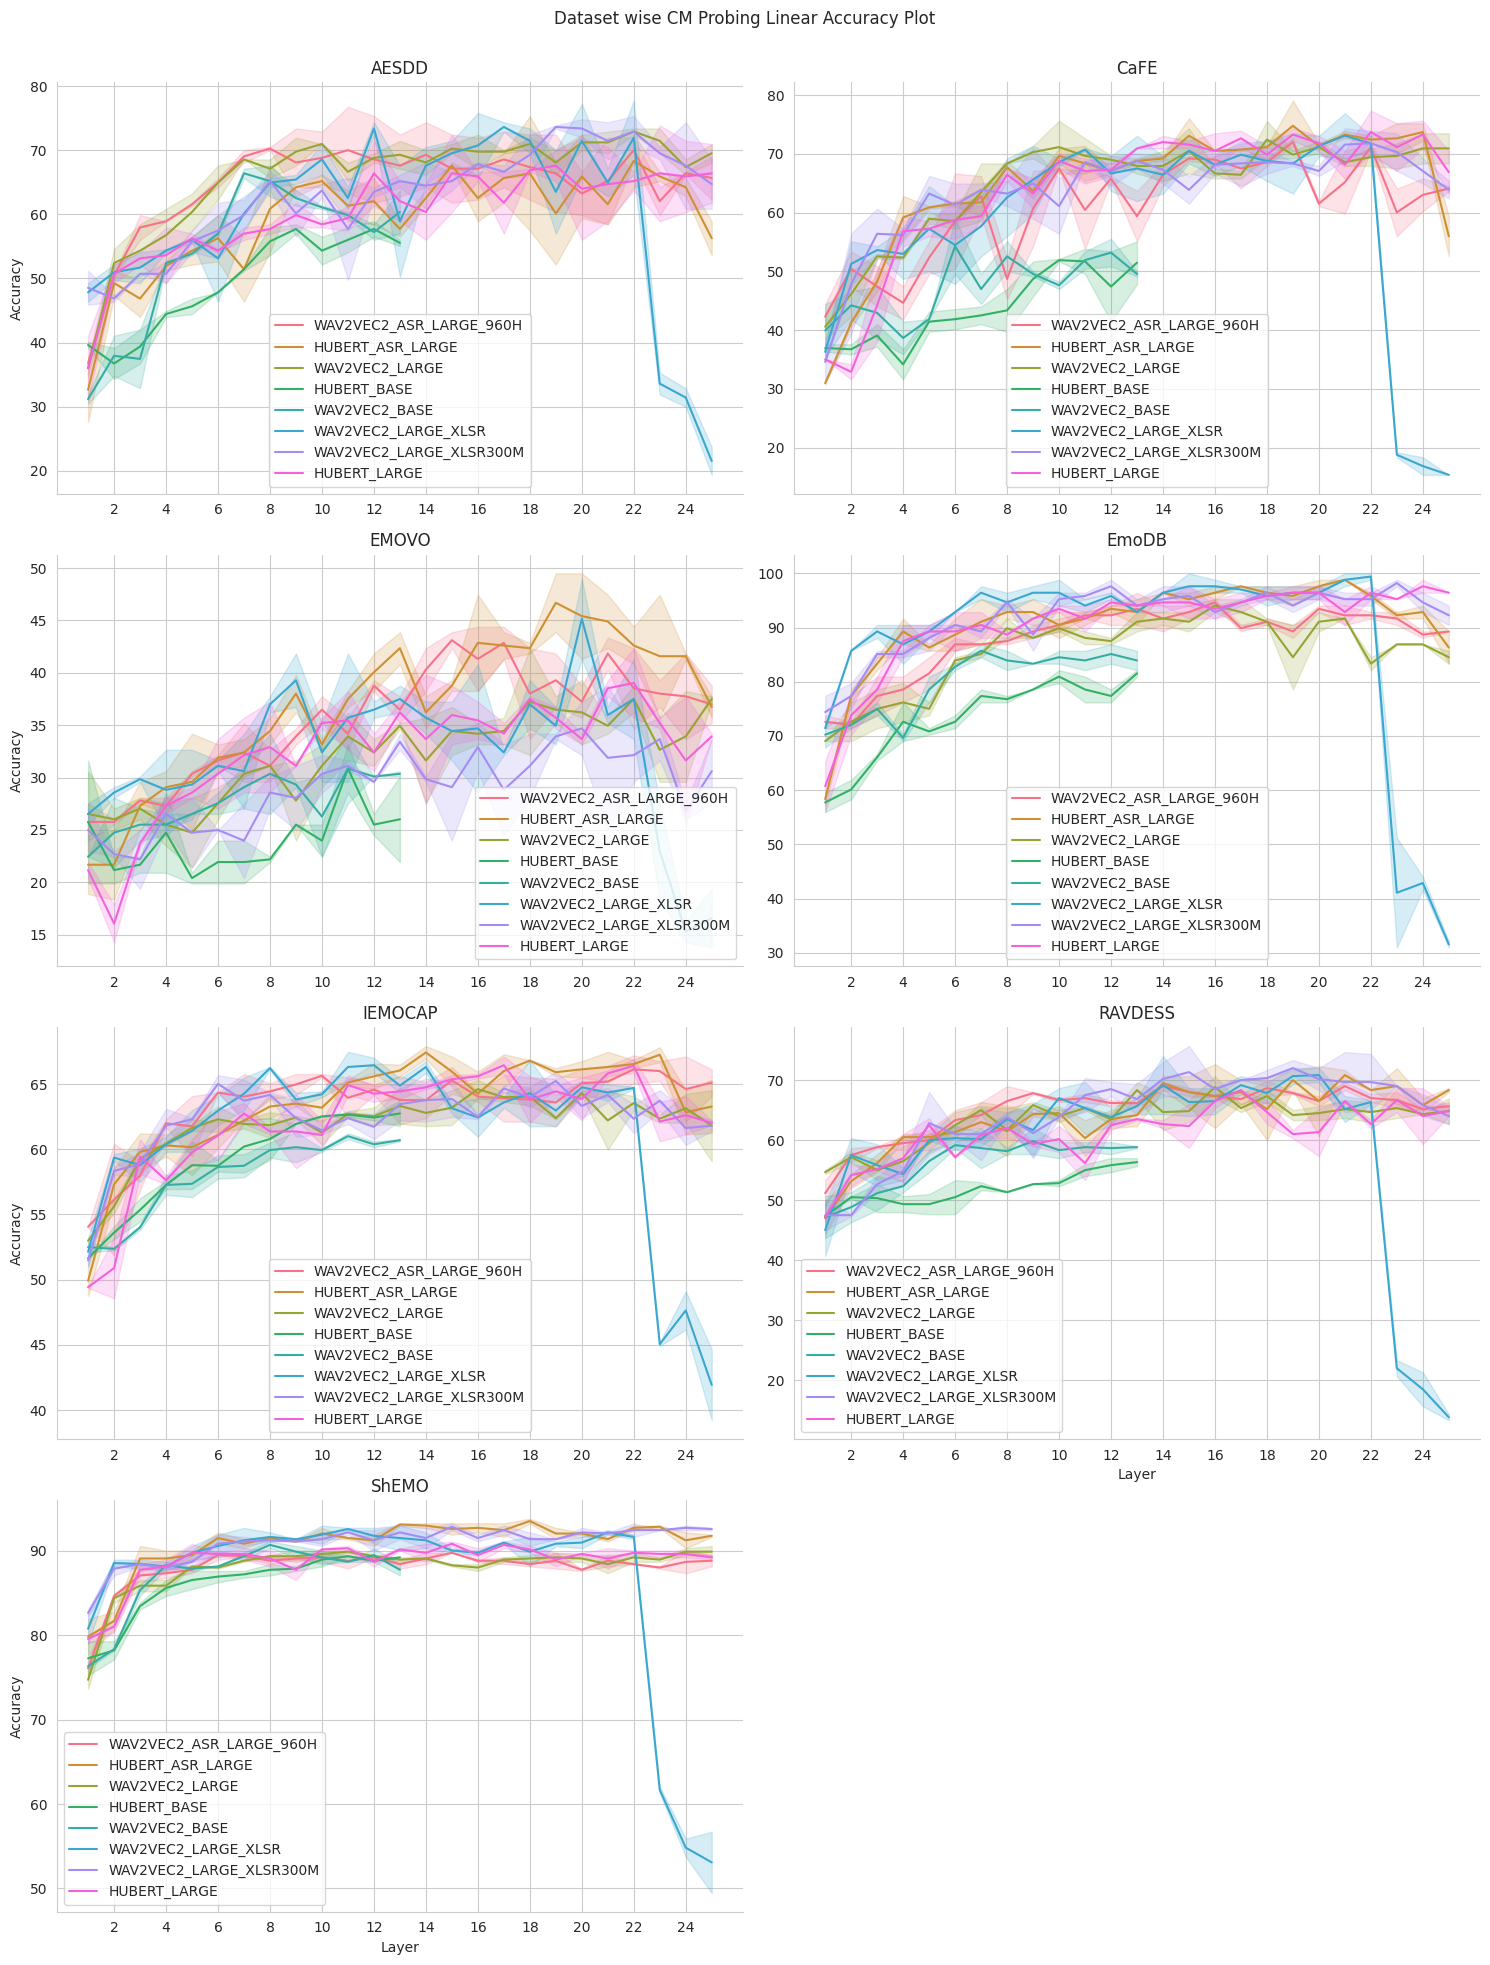 Dataset wise CM Probing Linear Accuracy Plot
AESDD
Accuracy
80
70
60
50
40
30
20
2 4 6 8 10 12 14 16 18 20 22 24
WAV2VEC2_ASR_LARGE_960H
HUBERT_ASR_LARGE
WAV2VEC2_LARGE
HUBERT_BASE
WAV2VEC2_BASE
WAV2VEC2_LARGE_XLSR
WAV2VEC2_LARGE_XLSR300M
HUBERT_LARGE
CaFE
80
70
60
50
40
30
20
2 4 6 8 10 12 14 16 18 20 22 24
WAV2VEC2_ASR_LARGE_960H
HUBERT_ASR_LARGE
WAV2VEC2_LARGE
HUBERT_BASE
WAV2VEC2_BASE
WAV2VEC2_LARGE_XLSR
WAV2VEC2_LARGE_XLSR300M
HUBERT_LARGE
EMOVO
Accuracy
50
45
40
35
30
25
20
15
2 4 6 8 10 12 14 16 18 20 22 24
WAV2VEC2_ASR_LARGE_960H
HUBERT_ASR_LARGE
WAV2VEC2_LARGE
HUBERT_BASE
WAV2VEC2_BASE
WAV2VEC2_LARGE_XLSR
WAV2VEC2_LARGE_XLSR300M
HUBERT_LARGE
EmoDB
100
90
80
70
60
50
40
30
2 4 6 8 10 12 14 16 18 20 22 24
WAV2VEC2_ASR_LARGE_960H
HUBERT_ASR_LARGE
WAV2VEC2_LARGE
HUBERT_BASE
WAV2VEC2_BASE
WAV2VEC2_LARGE_XLSR
WAV2VEC2_LARGE_XLSR300M
HUBERT_LARGE
IEMOCAP
Accuracy
65
60
55
50
45
40
2 4 6 8 10 12 14 16 18 20 22 24
WAV2VEC2_ASR_LARGE_960H
HUBERT_ASR_LARGE
WAV2VEC2_LARGE
HUBERT_BASE
WAV2VEC2_BASE
WAV2VEC2_LARGE_XLSR
WAV2VEC2_LARGE_XLSR300M
HUBERT_LARGE
RAVDESS
70
60
50
40
30
20
2 4 6 8 10 12 14 16 18 20 22 24
Layer
WAV2VEC2_ASR_LARGE_960H
HUBERT_ASR_LARGE
WAV2VEC2_LARGE
HUBERT_BASE
WAV2VEC2_BASE
WAV2VEC2_LARGE_XLSR
WAV2VEC2_LARGE_XLSR300M
HUBERT_LARGE
ShEMO
Accuracy
90
80
70
60
50
2 4 6 8 10 12 14 16 18 20 22 24
Layer
WAV2VEC2_ASR_LARGE_960H
HUBERT_ASR_LARGE
WAV2VEC2_LARGE
HUBERT_BASE
WAV2VEC2_BASE
WAV2VEC2_LARGE_XLSR
WAV2VEC2_LARGE_XLSR300M
HUBERT_LARGE